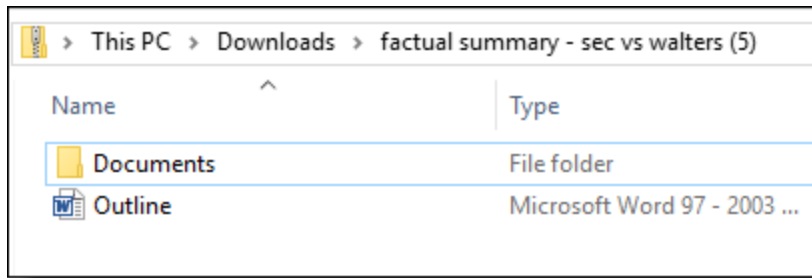 > This PC > Downloads > factual summary - sec vs walters (5)
Name Type
Documents File folder
Outline Microsoft Word 97 - 2003 ...